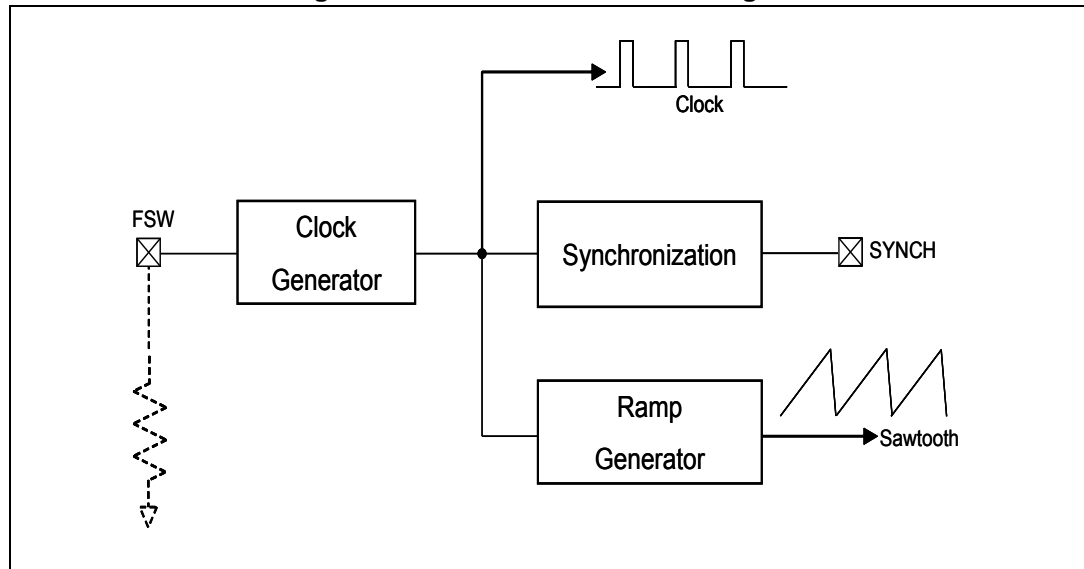 Clock
FSW
Clock
Generator
Synchronization
SYNCH
Ramp
Generator
Sawtooth